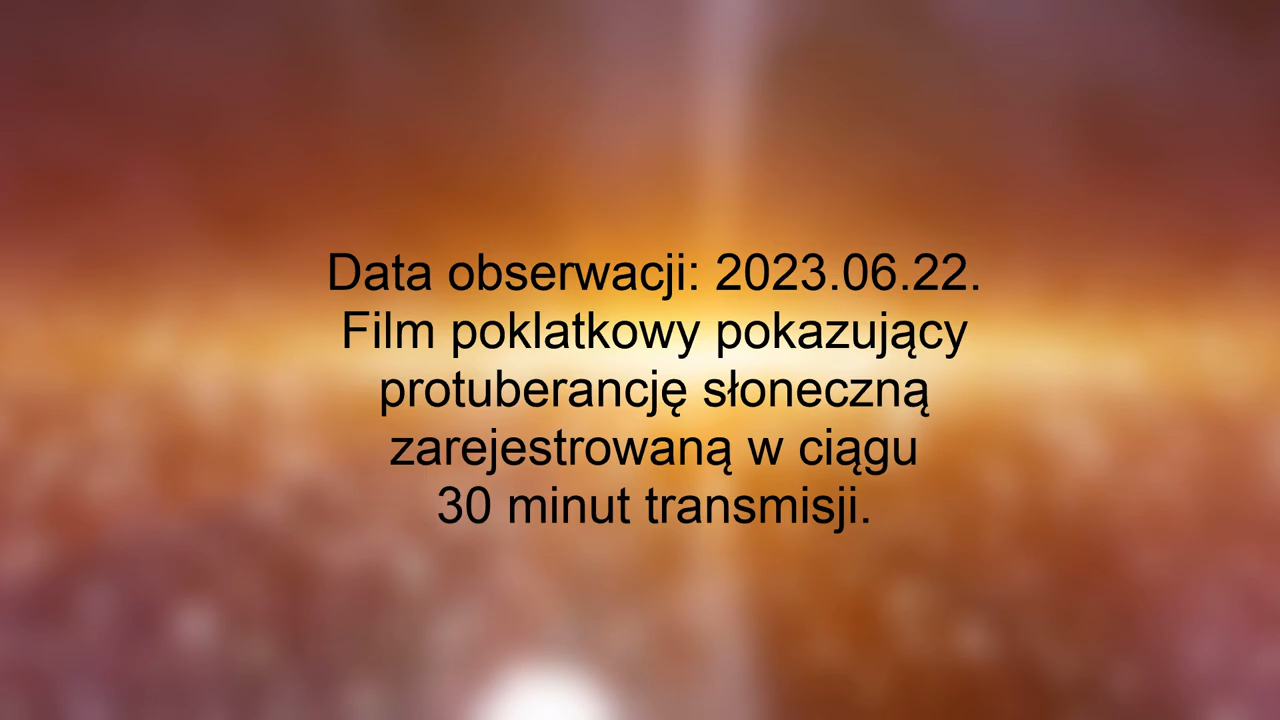 Data obserwacji: 2023.06.22.
Film poklatkowy pokazujący
protuberancję słoneczną
zarejestrowaną w ciągu
30 minut transmisji.